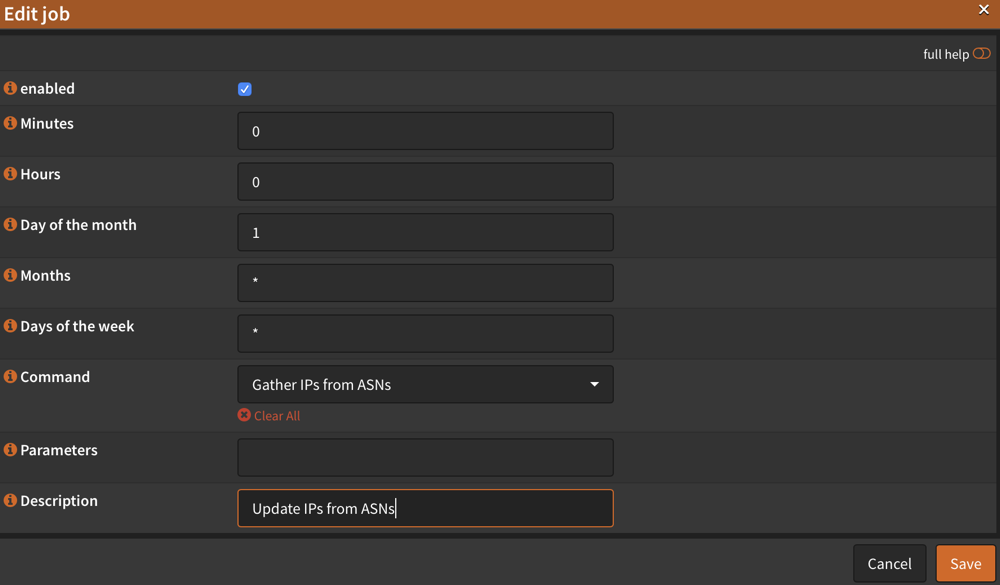 Edit job
full help
enabled
Minutes
0
Hours
0
Day of the month
1
Months
*
Days of the week
*
Command
Gather IPs from ASNs
Clear All
Parameters
Description
Update IPs from ASNs
Cancel
Save